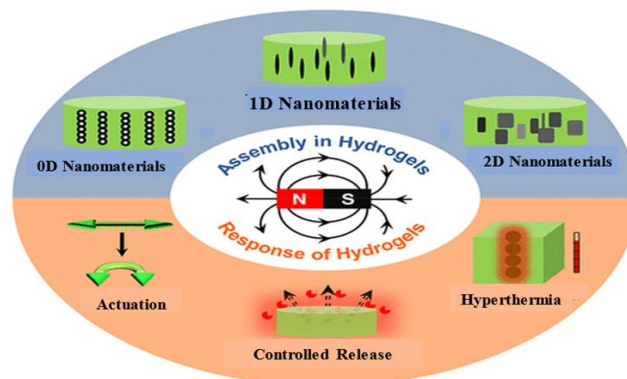 1D Nanomaterials
0D Nanomaterials
2D Nanomaterials
Assembly in Hydrogels
N S
Response of Hydrogels
Actuation
Hyperthermia
Controlled Release